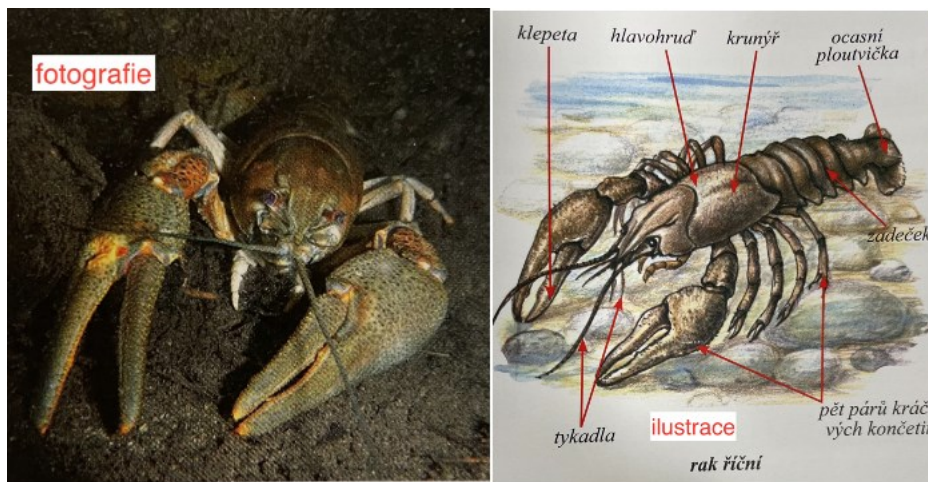 fotografie
klepeta
hlavohruď
krunýř
ocasní
ploutvička
zadeček
pět párů kráč
vých končetin
tykadla
ilustrace
rak říční